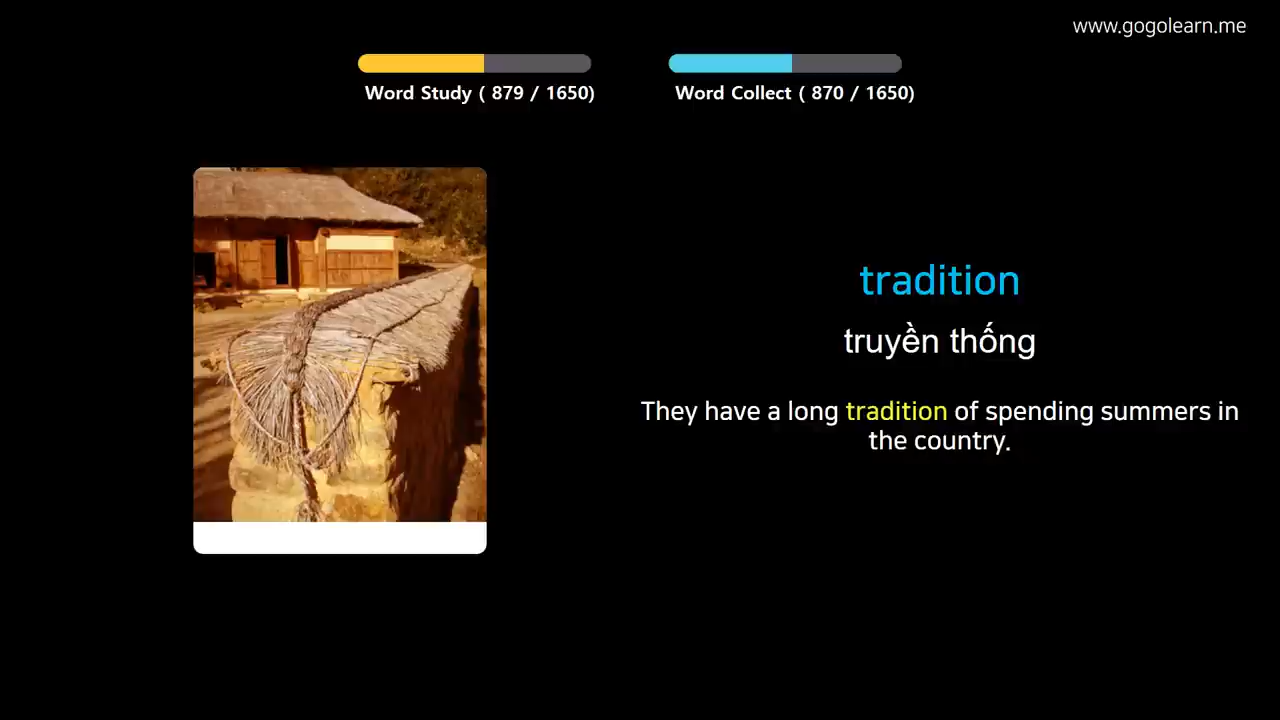 www.gogolearn.me
Word Study ( 879 / 1650)
Word Collect ( 870 / 1650)
tradition
truyền thống
They have a long tradition of spending summers in
the country.